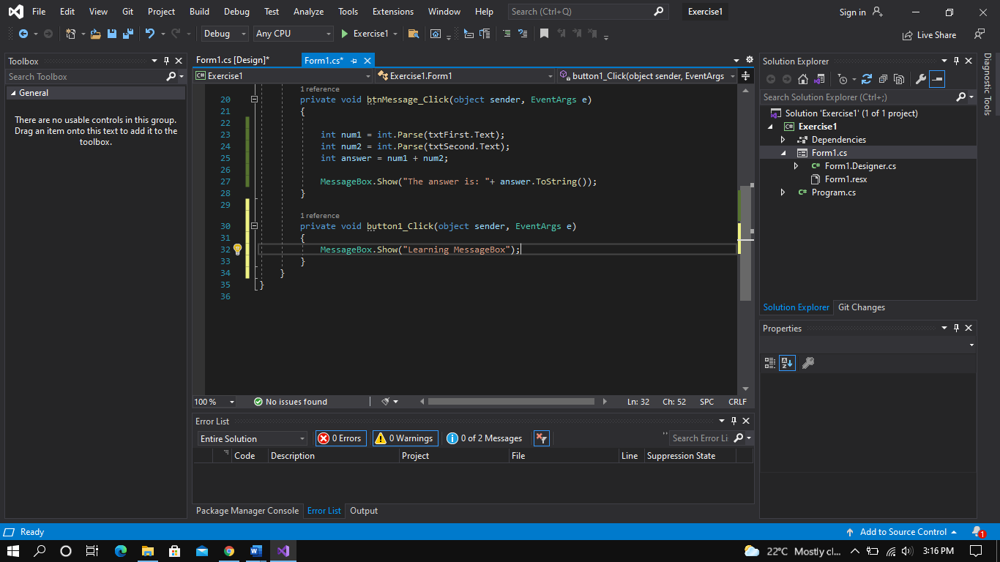 File Edit View Git Project Build Debug Test Analyze Tools Extensions Window Help Search (Ctrl+Q) Exercise1 Sign in
Debug Any CPU Exercise1 Live Share
Toolbox
Search Toolbox
General
There are no usable controls in this group.
Drag an item onto this text to add it to the
toolbox.
Form1.cs [Design]* Form1.cs*
Exercise1 Exercise1.Form1 button1_Click(object sender, EventArgs
1 reference
20 private void btnMessage_Click(object sender, EventArgs e)
21 {
22
23 int num1 = int.Parse(txtFirst.Text);
24 int num2 = int.Parse(txtSecond.Text);
25 int answer = num1 + num2;
26
27 MessageBox.Show("The answer is: "+ answer.ToString());
28 }
29
1 reference
30 private void button1_Click(object sender, EventArgs e)
31 {
32 MessageBox.Show("Learning MessageBox");
33 }
34 }
35 }
36
100 % No issues found Ln: 32 Ch: 52 SPC CRLF
Error List
Entire Solution 0 Errors 0 Warnings 0 of 2 Messages Search Error Li
Code Description Project File Line Suppression State
Package Manager Console Error List Output
Solution Explorer
Search Solution Explorer (Ctrl+;)
Solution 'Exercise1' (1 of 1 project)
Exercise1
Dependencies
Form1.cs
Form1.Designer.cs
Form1.resx
Program.cs
Solution Explorer Git Changes
Properties
Diagnostic Tools
Ready Add to Source Control 1
22°C Mostly cl... 3:16 PM